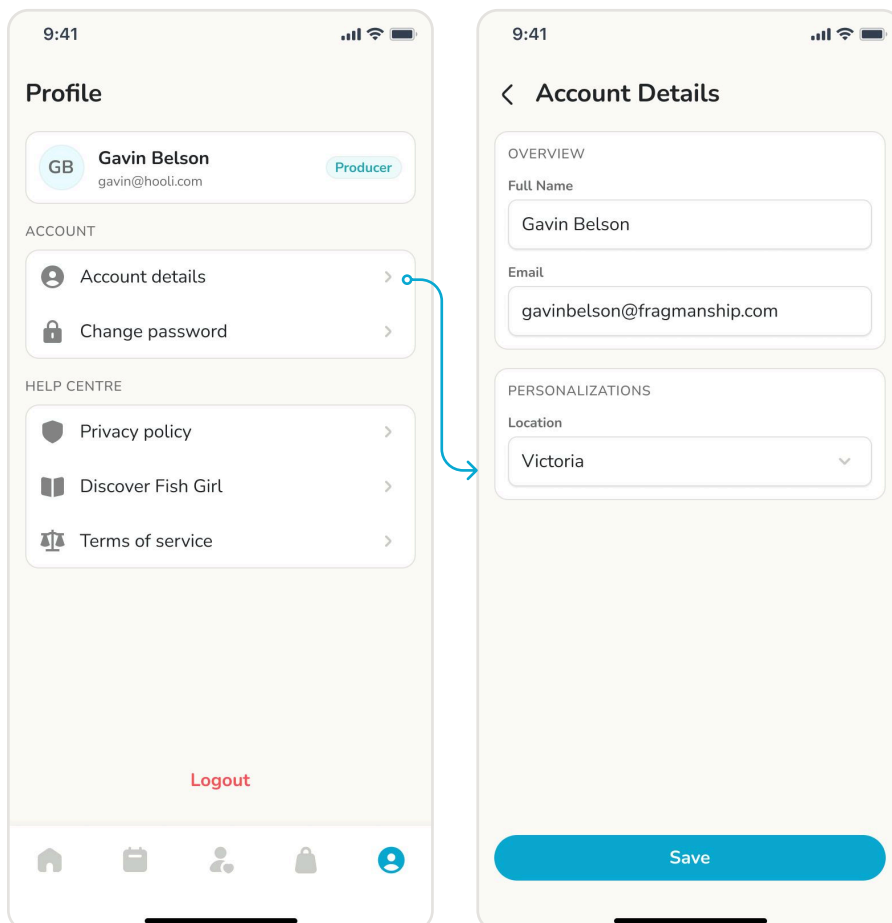 9:41
Profile
GB
Gavin Belson
gavin@hooli.com
Producer
ACCOUNT
Account details
Change password
HELP CENTRE
Privacy policy
Discover Fish Girl
Terms of service
Logout
9:41
Account Details
OVERVIEW
Full Name
Gavin Belson
Email
gavinbelson@fragmanship.com
PERSONALIZATIONS
Location
Victoria
Save